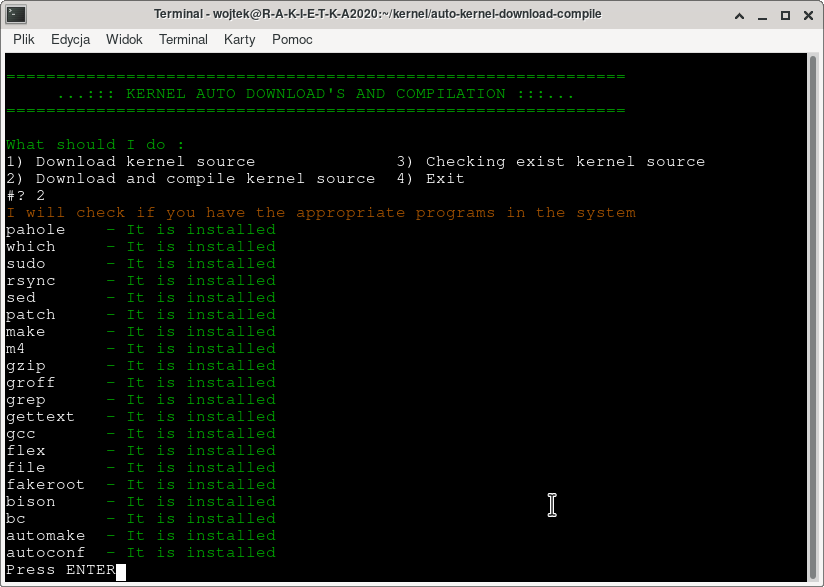 Terminal - wojtek@R-A-K-I-E-T-K-A2020:~/kernel/auto-kernel-download-compile
Plik Edycja Widok Terminal Karty Pomoc
==============================================================
...::: KERNEL AUTO DOWNLOAD'S AND COMPILATION :::...
==============================================================
What should I do :
1) Download kernel source 3) Checking exist kernel source
2) Download and compile kernel source 4) Exit
#? 2
I will check if you have the appropriate programs in the system
pahole - It is installed
which - It is installed
sudo - It is installed
rsync - It is installed
sed - It is installed
patch - It is installed
make - It is installed
m4 - It is installed
gzip - It is installed
groff - It is installed
grep - It is installed
gettext - It is installed
gcc - It is installed
flex - It is installed
file - It is installed
fakeroot - It is installed
bison - It is installed
bc - It is installed
automake - It is installed
autoconf - It is installed
Press ENTER